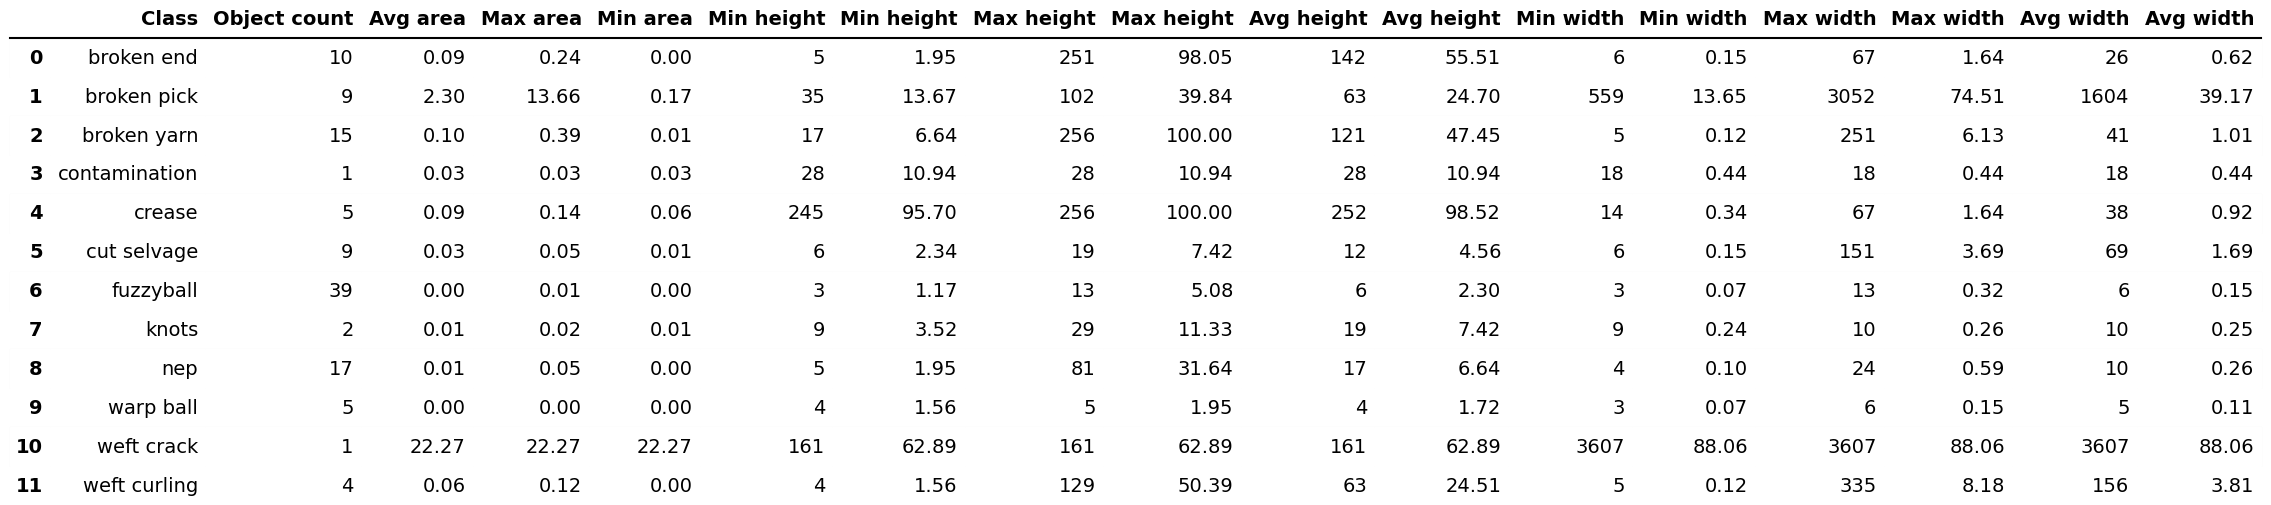 Class Object count Avg area Max area Min area Min height Min height Max height Max height Avg height Avg height Min width Min width Max width Max width Avg width Avg width
0 broken end 10 0.09 0.24 0.00 5 1.95 251 98.05 142 55.51 6 0.15 67 1.64 26 0.62
1 broken pick 9 2.30 13.66 0.17 35 13.67 102 39.84 63 24.70 559 13.65 3052 74.51 1604 39.17
2 broken yarn 15 0.10 0.39 0.01 17 6.64 256 100.00 121 47.45 5 0.12 251 6.13 41 1.01
3 contamination 1 0.03 0.03 0.03 28 10.94 28 10.94 28 10.94 18 0.44 18 0.44 18 0.44
4 crease 5 0.09 0.14 0.06 245 95.70 256 100.00 252 98.52 14 0.34 67 1.64 38 0.92
5 cut selvage 9 0.03 0.05 0.01 6 2.34 19 7.42 12 4.56 6 0.15 151 3.69 69 1.69
6 fuzzyball 39 0.00 0.01 0.00 3 1.17 13 5.08 6 2.30 3 0.07 13 0.32 6 0.15
7 knots 2 0.01 0.02 0.01 9 3.52 29 11.33 19 7.42 9 0.24 10 0.26 10 0.25
8 nep 17 0.01 0.05 0.00 5 1.95 81 31.64 17 6.64 4 0.10 24 0.59 10 0.26
9 warp ball 5 0.00 0.00 0.00 4 1.56 5 1.95 4 1.72 3 0.07 6 0.15 5 0.11
10 weft crack 1 22.27 22.27 22.27 161 62.89 161 62.89 161 62.89 3607 88.06 3607 88.06 3607 88.06
11 weft curling 4 0.06 0.12 0.00 4 1.56 129 50.39 63 24.51 5 0.12 335 8.18 156 3.81